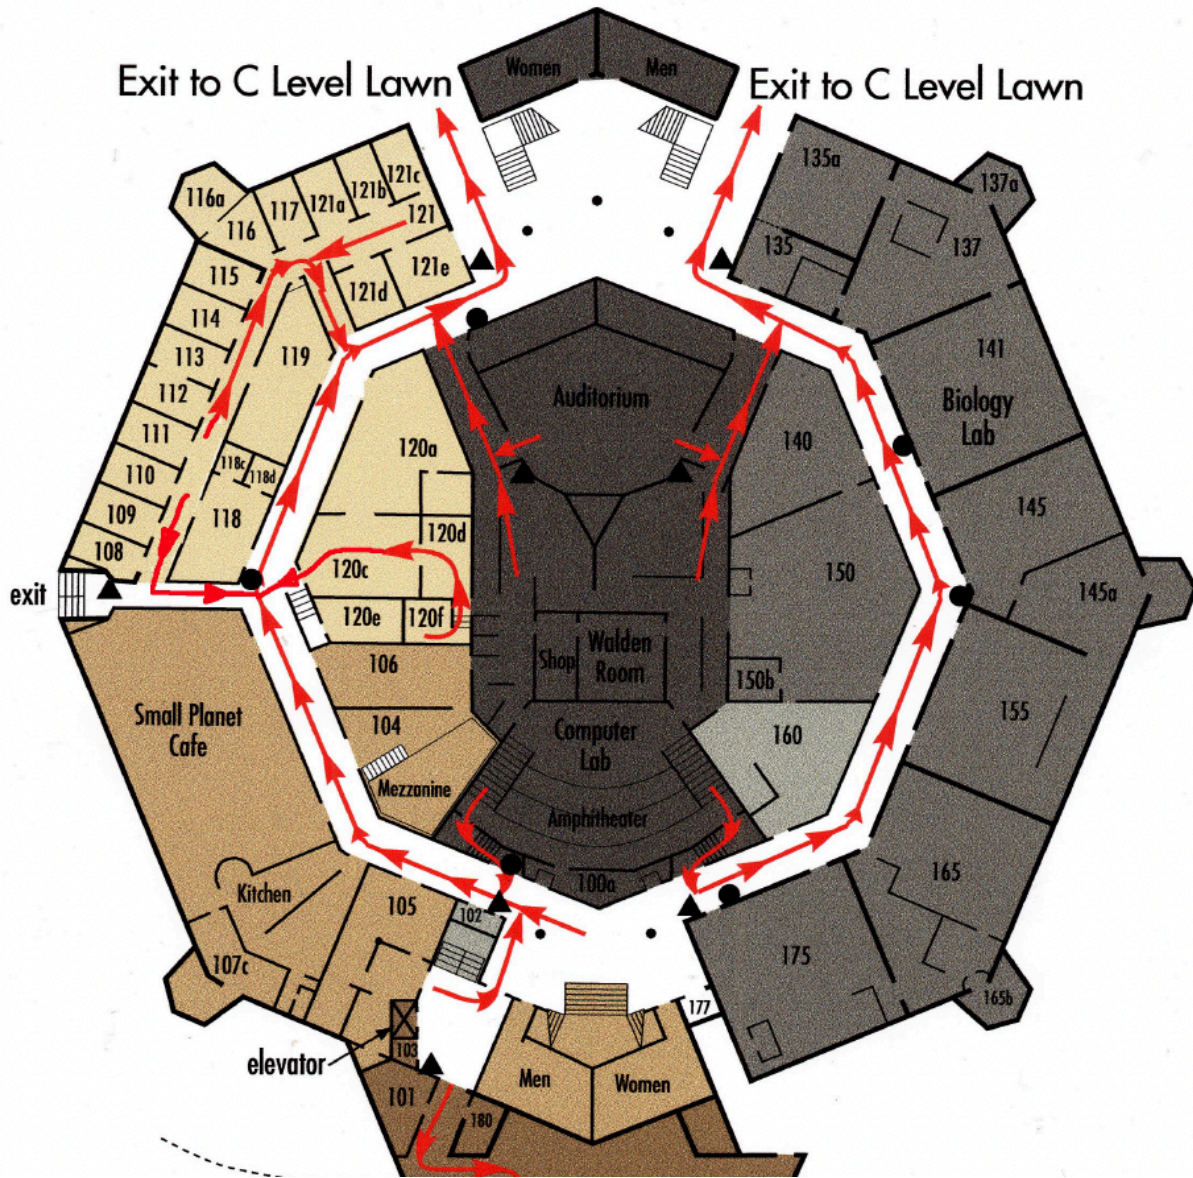 Women
Men
Exit to C Level Lawn
Exit to C Level Lawn
116a
116
117
121a
121b
121c
121
121e
121d
115
114
113
112
111
110
109
108
119
118c
118d
118
exit
120a
120d
120c
120e
120f
106
104
Mezzanine
Small Planet
Cafe
Kitchen
107c
105
102
elevator
103
101
180
Men
Women
177
Auditorium
Shop
Walden
Room
Computer
Lab
Amphitheater
100a
135a
135
137a
137
141
Biology
Lab
140
145
145a
150
150b
155
160
165
165b
175